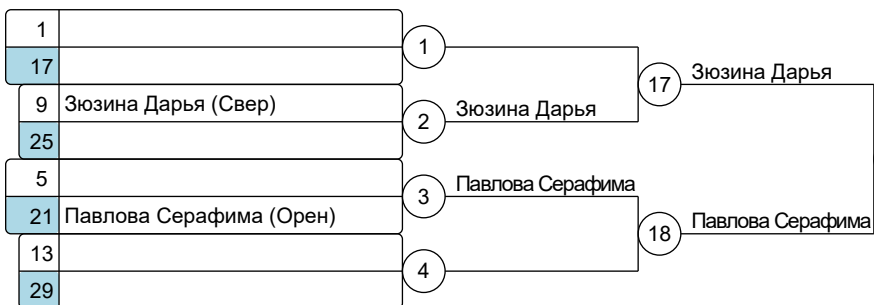 1
17
1
9 Зюзина Дарья (Свер)
25
2 Зюзина Дарья
17 Зюзина Дарья
5
21 Павлова Серафима (Орен)
3 Павлова Серафима
18 Павлова Серафима
13
29
4